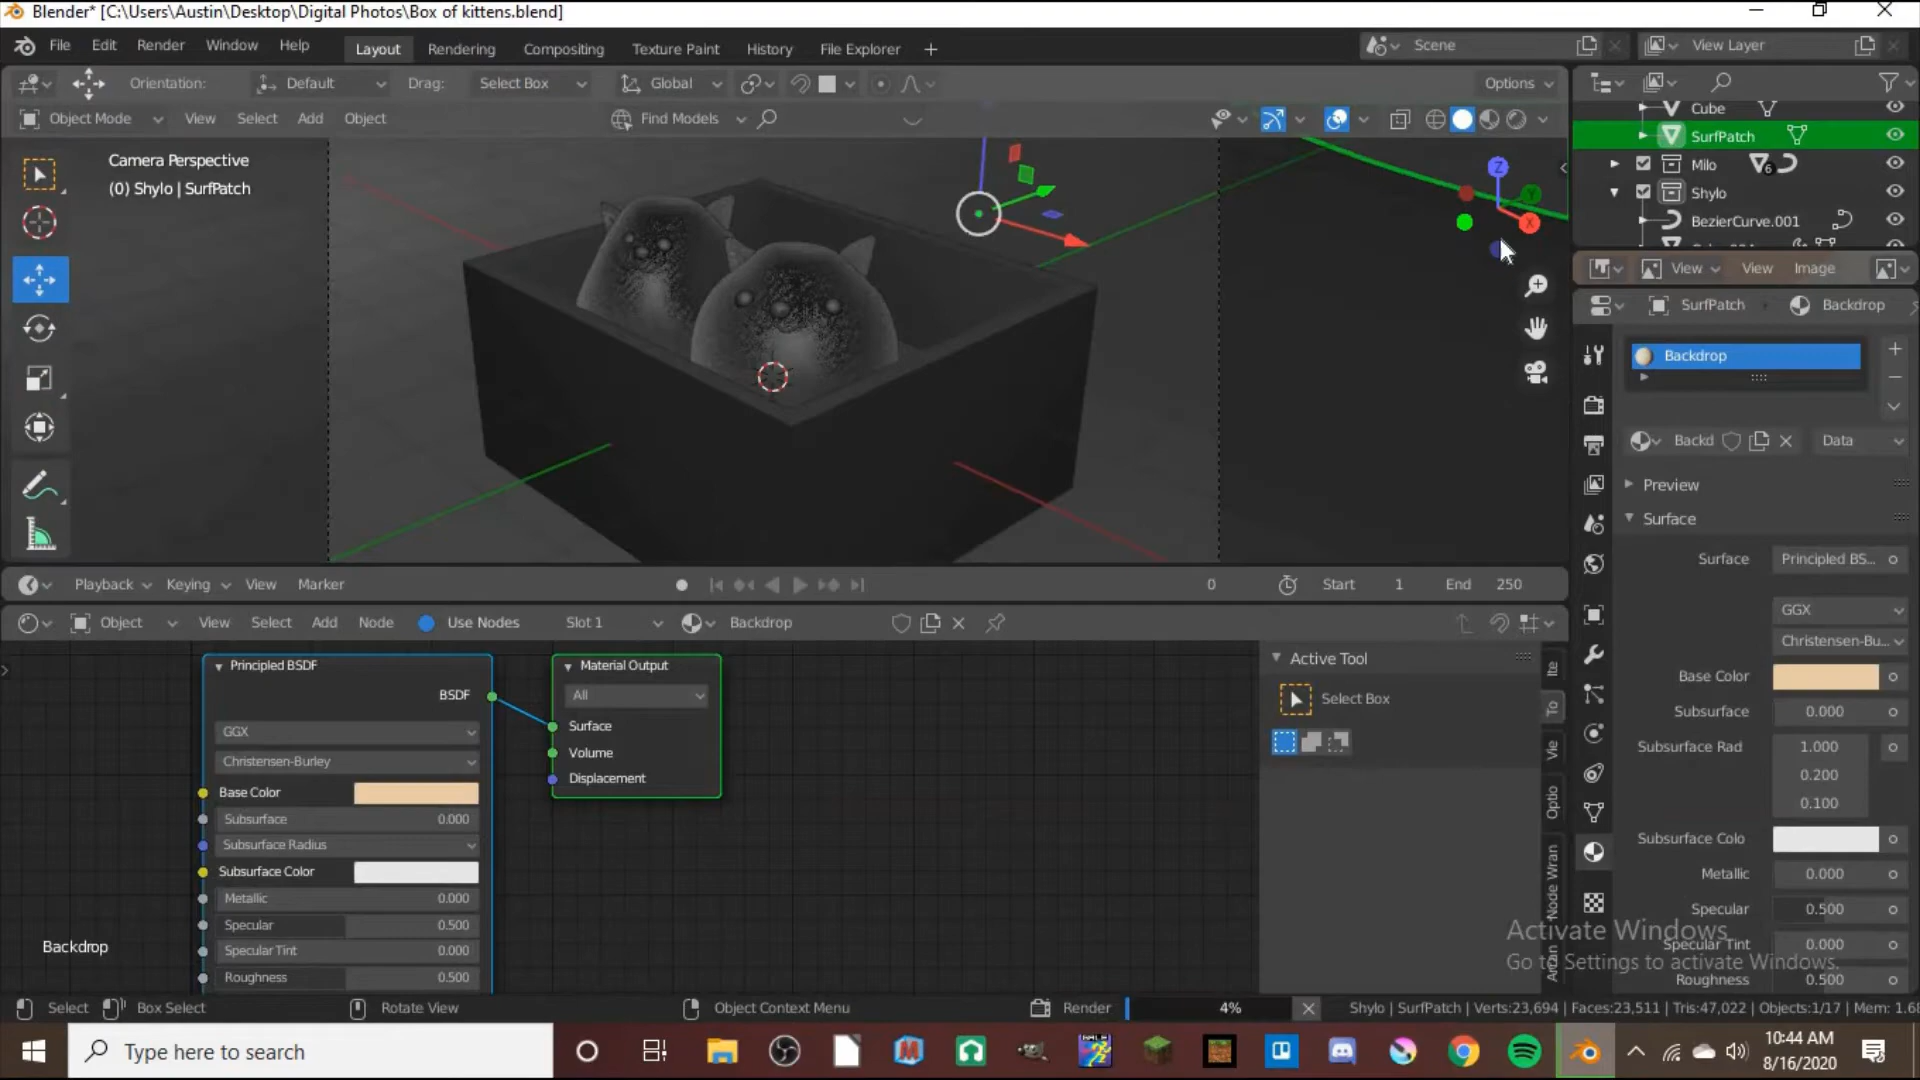 Blender* [C:\Users\Austin\Desktop\Digital Photos\Box of kittens.blend]
File Edit Render Window Help Layout Rendering Compositing Texture Paint History File Explorer + Scene View Layer
Orientation: Default Drag: Select Box Global Options
Object Mode View Select Add Object Find Models
Cube
SurfPatch
Milo 6
Shylo
BezierCurve.001
Camera Perspective
(0) Shylo | SurfPatch
Z
Y
X
View View Image
SurfPatch Backdrop
Backdrop
Backd Data
Preview
Surface
Surface Principled BS...
GGX
Christensen-Bu...
Base Color
Subsurface 0.000
Subsurface Rad 1.000
0.200
0.100
Subsurface Colo
Metallic 0.000
Specular 0.500
Specular Tint 0.000
Roughness 0.500
Playback Keying View Marker 0 Start 1 End 250
Object View Select Add Node Use Nodes Slot 1 Backdrop
Principled BSDF
BSDF
GGX
Christensen-Burley
Base Color
Subsurface 0.000
Subsurface Radius
Subsurface Color
Metallic 0.000
Specular 0.500
Specular Tint 0.000
Roughness 0.500
Material Output
All
Surface
Volume
Displacement
Backdrop
Active Tool
Select Box
Ite
To
Vie
Optio
Node Wran
Activate Windows
Go to Settings to activate Windows.
Select Box Select Rotate View Object Context Menu Render 4% Shylo | SurfPatch | Verts:23,694 | Faces:23,511 | Tris:47,022 | Objects:1/17 | Mem: 1.6
Type here to search
10:44 AM
8/16/2020